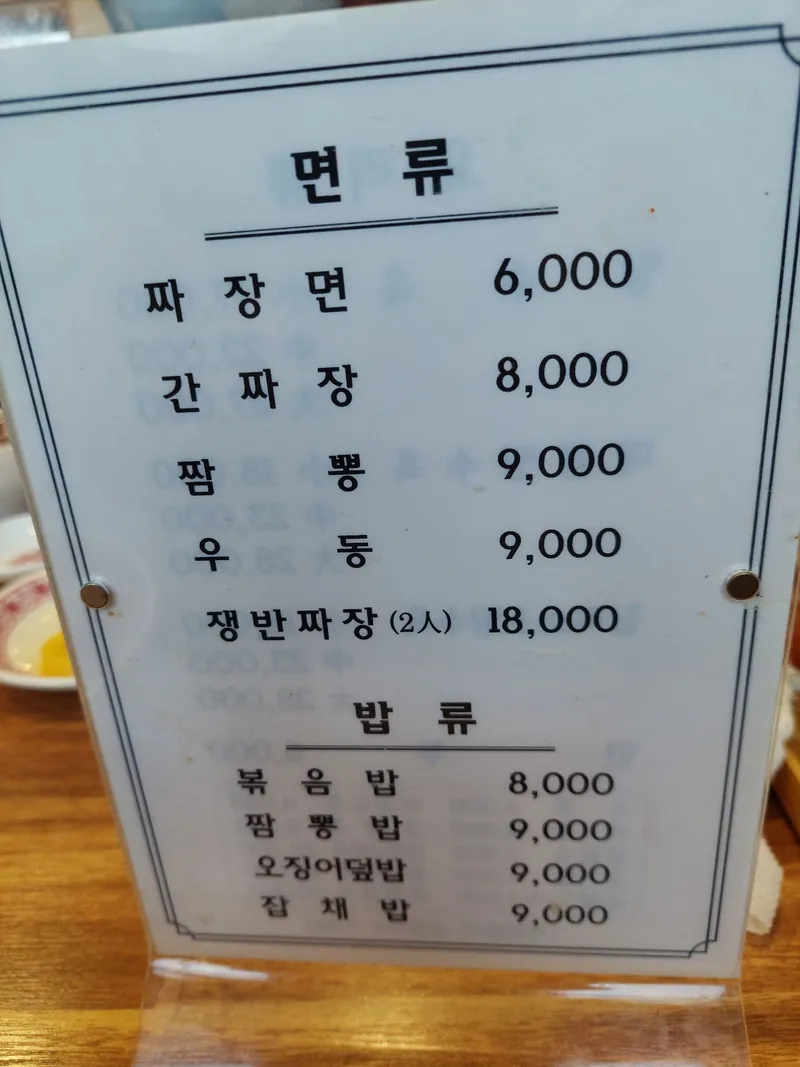 면 류
짜 장 면 6,000
간 짜 장 8,000
짬 뽕 9,000
우 동 9,000
쟁반짜장 (2人) 18,000
밥 류
볶 음 밥 8,000
짬 뽕 밥 9,000
오징어덮밥 9,000
잡 채 밥 9,000